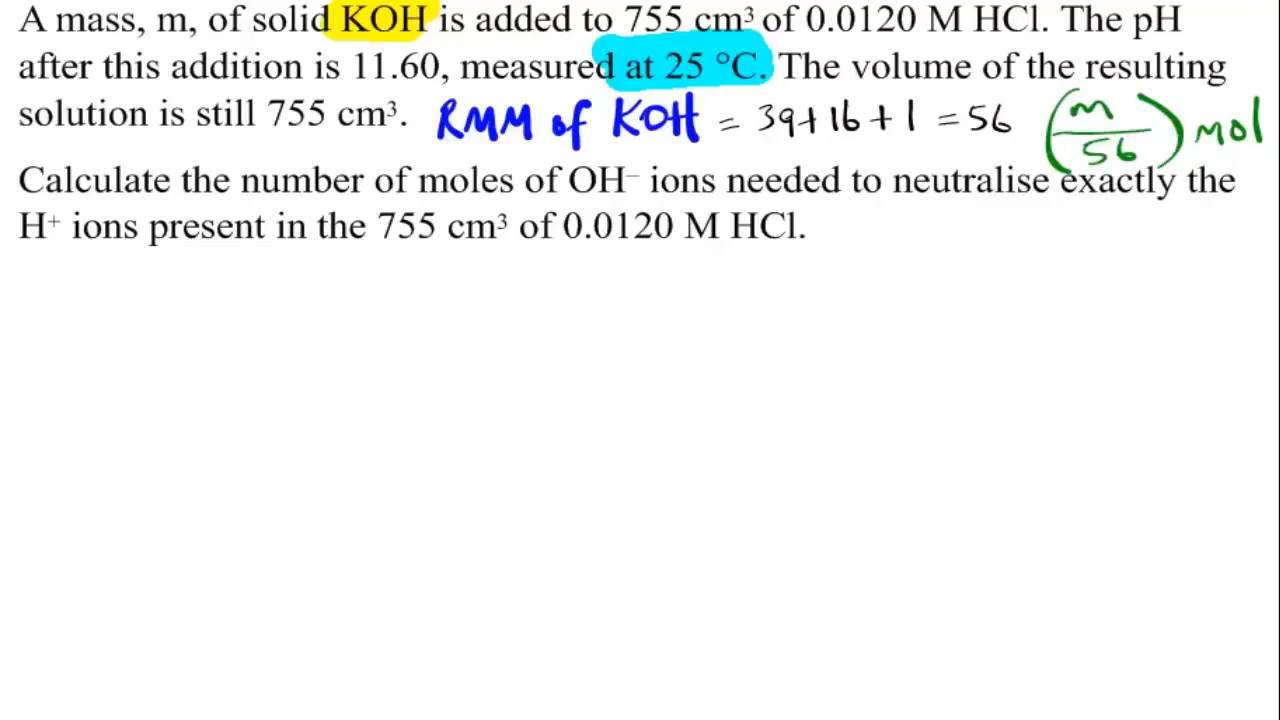 A mass, m, of solid KOH is added to 755 cm³ of 0.0120 M HCl. The pH
after this addition is 11.60, measured at 25 °C. The volume of the resulting
solution is still 755 cm³. RMM of KOH = 39+16+1 = 56 (m/56) mol
Calculate the number of moles of OH⁻ ions needed to neutralise exactly the
H⁺ ions present in the 755 cm³ of 0.0120 M HCl.